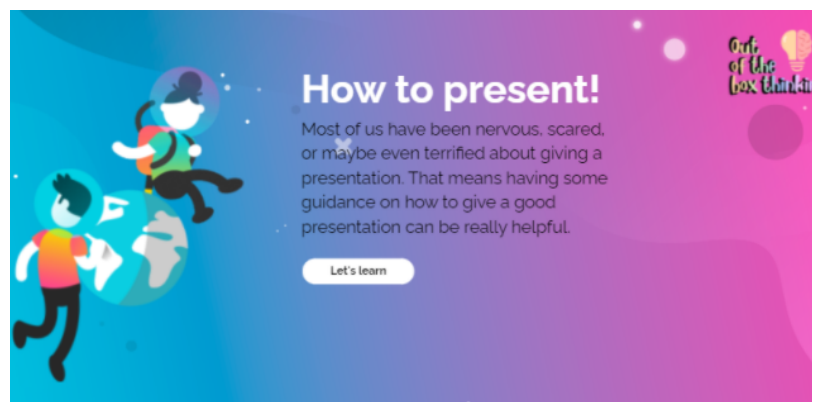 How to present!
Most of us have been nervous, scared,
or maybe even terrified about giving a
presentation. That means having some
guidance on how to give a good
presentation can be really helpful.
Let's learn
Out
of the
box